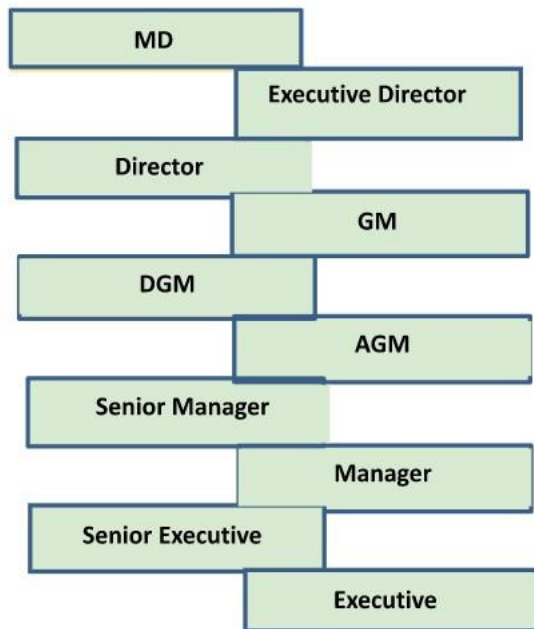 MD
Executive Director
Director
GM
DGM
AGM
Senior Manager
Manager
Senior Executive
Executive